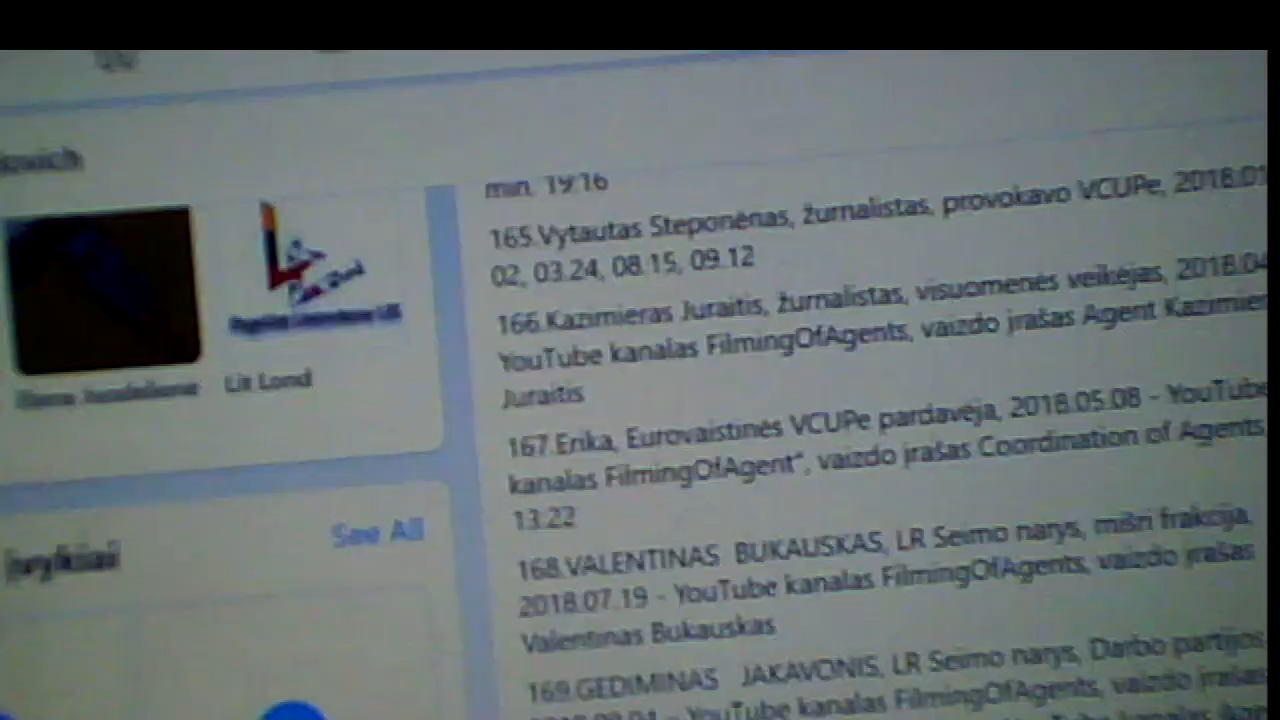 min. 19:16
165.Vytautas Steponėnas, žurnalistas, provokavo VCUPe, 2018.01
02, 03.24, 08.15, 09.12
166.Kazimieras Juraitis, žurnalistas, visuomenės veikėjas, 2018.04
YouTube kanalas FilmingOfAgents, vaizdo įrašas Agent Kazimier
Juraitis
Lit Lond
167.Erika, Eurovaistinės VCUPe pardavėja, 2018.05.08 - YouTube
kanalas FilmingOfAgent", vaizdo įrašas Coordination of Agents,
13.22
See All
įvykiai
168.VALENTINAS BUKAUSKAS, LR Seimo narys, mišri frakcija,
2018.07.19 - YouTube kanalas FilmingOfAgents, vaizdo įrašas
Valentinas Bukauskas
169.GEDIMINAS JAKAVONIS, LR Seimo narys, Darbo partijos
YouTube kanalas FilmingOfAgents, vaizdo įrašas